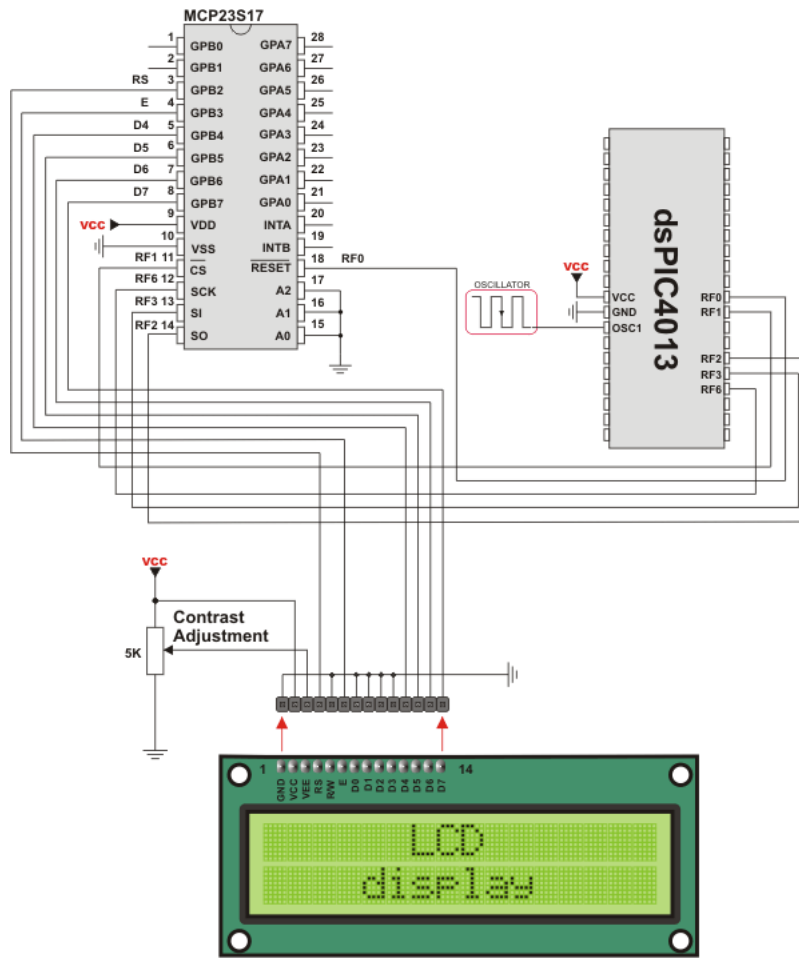 MCP23S17
1 GPB0 GPA7 28
2 GPB1 GPA6 27
RS 3 GPB2 GPA5 26
E 4 GPB3 GPA4 25
D4 5 GPB4 GPA3 24
D5 6 GPB5 GPA2 23
D6 7 GPB6 GPA1 22
D7 8 GPB7 GPA0 21
vcc 9 VDD INTA 20
10 VSS INTB 19
RF1 11 CS RESET 18 RF0
RF6 12 SCK A2 17
RF3 13 SI A1 16
RF2 14 SO A0 15
dsPIC4013
OSCILLATOR
vcc
VCC RF0
GND RF1
OSC1
RF2
RF3
RF6
vcc
Contrast
Adjustment
5K
1 14
GND VCC VEE RS R/W E D0 D1 D2 D3 D4 D5 D6 D7
LCD
display